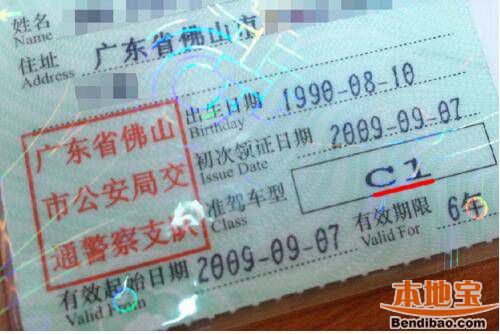 姓名
Name
住址 广东省佛山市
Address
出生日期 1990-08-10
Birthday
初次领证日期 2009-09-07
Issue Date
准驾车型 C1
Class
广东省佛山
市公安局交
通警察支队
有效起始日期 2009-09-07
Valid From
有效期限 6年
Valid For
本地宝
Bendibao.com